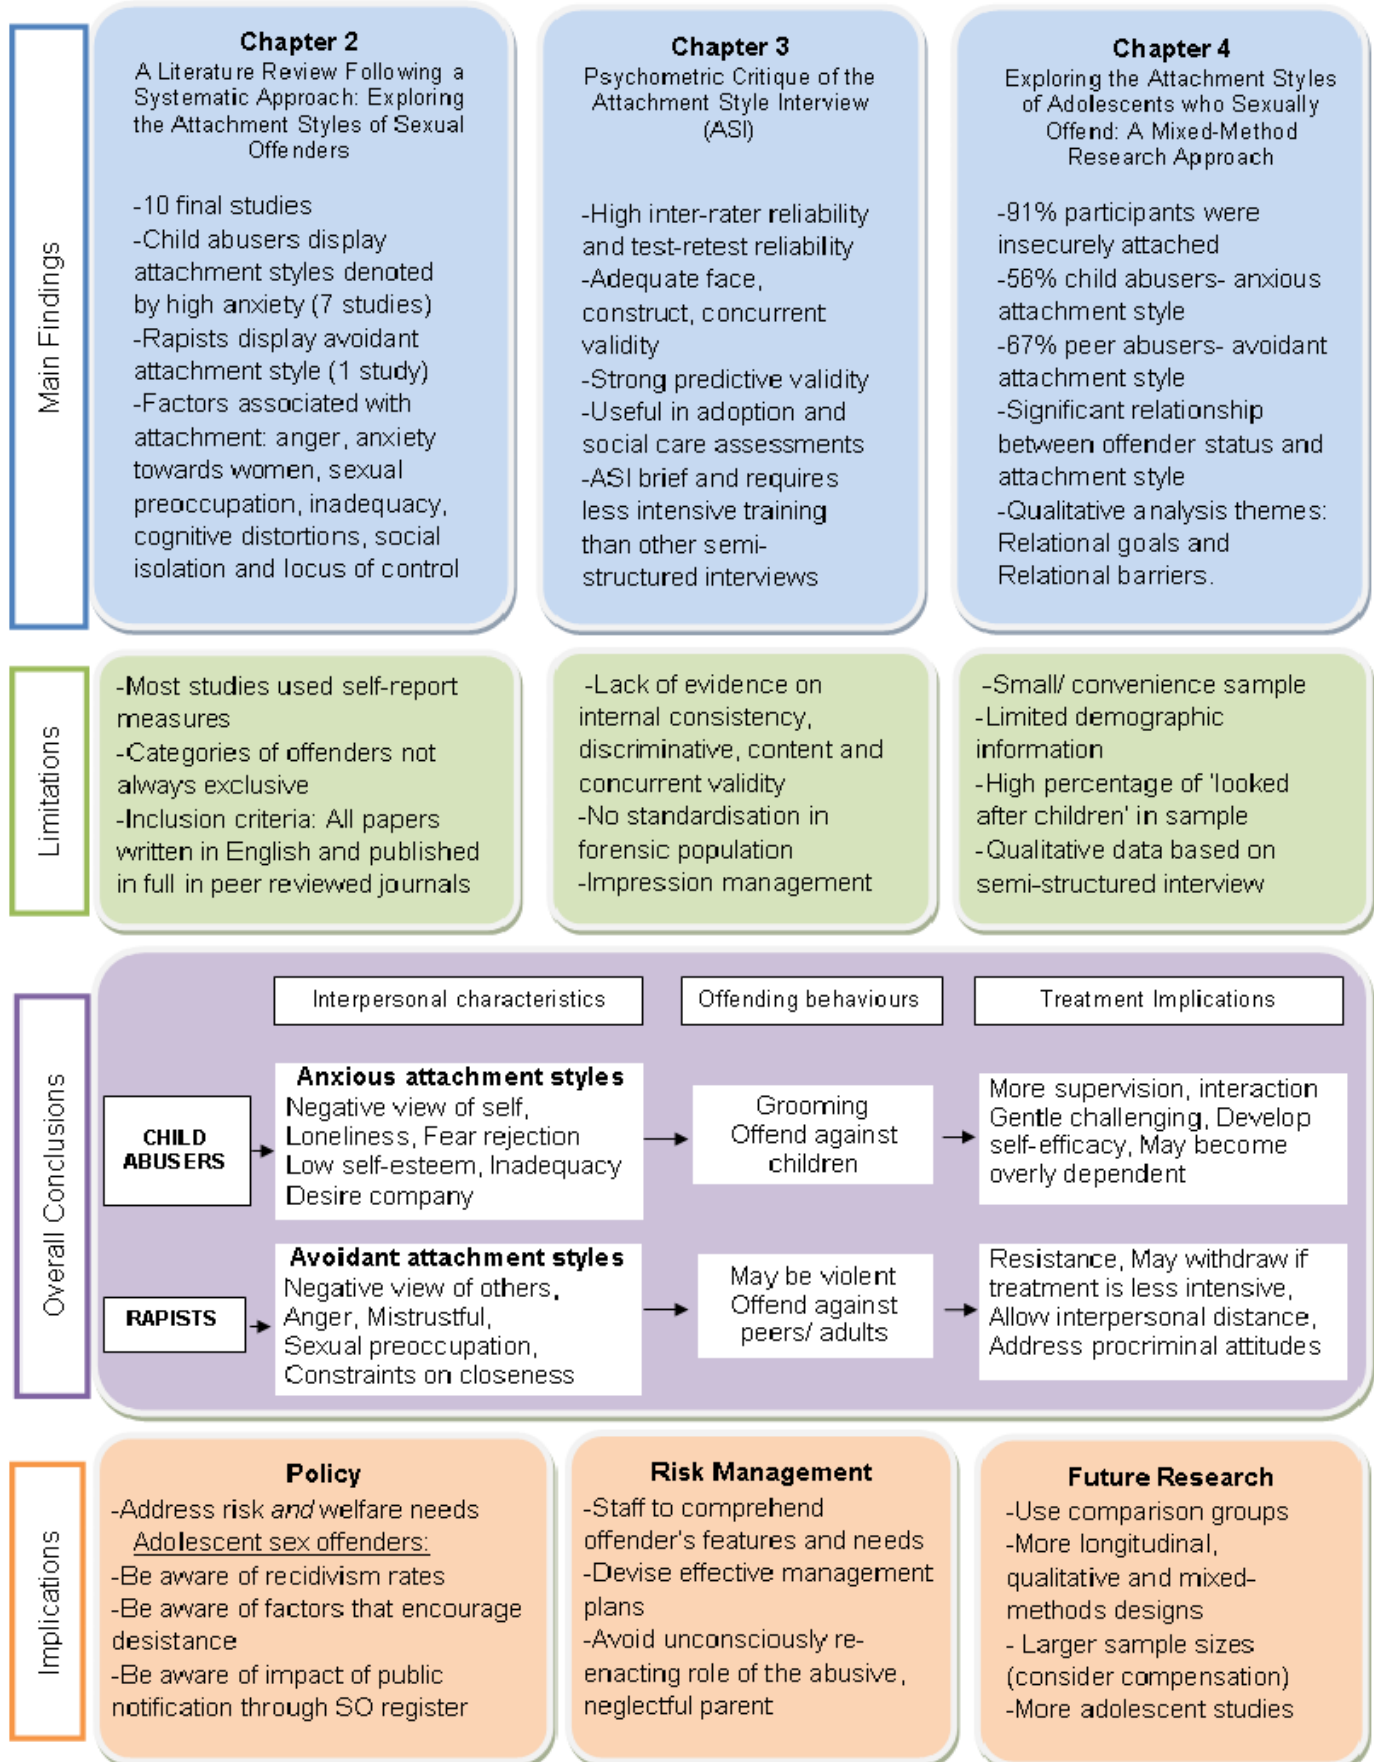 Main Findings
Chapter 2
A Literature Review Following a
Systematic Approach: Exploring
the Attachment Styles of Sexual
Offenders
-10 final studies
-Child abusers display
attachment styles denoted
by high anxiety (7 studies)
-Rapists display avoidant
attachment style (1 study)
-Factors associated with
attachment: anger, anxiety
towards women, sexual
preoccupation, inadequacy,
cognitive distortions, social
isolation and locus of control
Chapter 3
Psychometric Critique of the
Attachment Style Interview
(ASI)
-High inter-rater reliability
and test-retest reliability
-Adequate face,
construct, concurrent
validity
-Strong predictive validity
-Useful in adoption and
social care assessments
-ASI brief and requires
less intensive training
than other semi-
structured interviews
Chapter 4
Exploring the Attachment Styles
of Adolescents who Sexually
Offend: A Mixed-Method
Research Approach
-91% participants were
insecurely attached
-56% child abusers- anxious
attachment style
-67% peer abusers- avoidant
attachment style
-Significant relationship
between offender status and
attachment style
-Qualitative analysis themes:
Relational goals and
Relational barriers.
Limitations
-Most studies used self-report
measures
-Categories of offenders not
always exclusive
-Inclusion criteria: All papers
written in English and published
in full in peer reviewed journals
-Lack of evidence on
internal consistency,
discriminative, content and
concurrent validity
-No standardisation in
forensic population
-Impression management
-Small/ convenience sample
-Limited demographic
information
-High percentage of 'looked
after children' in sample
-Qualitative data based on
semi-structured interview
Overall Conclusions
Interpersonal characteristics
Offending behaviours
Treatment Implications
CHILD
ABUSERS
Anxious attachment styles
Negative view of self,
Loneliness, Fear rejection
Low self-esteem, Inadequacy
Desire company
Grooming
Offend against
children
More supervision, interaction
Gentle challenging, Develop
self-efficacy, May become
overly dependent
RAPISTS
Avoidant attachment styles
Negative view of others,
Anger, Mistrustful,
Sexual preoccupation,
Constraints on closeness
May be violent
Offend against
peers/ adults
Resistance, May withdraw if
treatment is less intensive,
Allow interpersonal distance,
Address procriminal attitudes
Implications
Policy
-Address risk and welfare needs
Adolescent sex offenders:
-Be aware of recidivism rates
-Be aware of factors that encourage
desistance
-Be aware of impact of public
notification through SO register
Risk Management
-Staff to comprehend
offender's features and needs
-Devise effective management
plans
-Avoid unconsciously re-
enacting role of the abusive,
neglectful parent
Future Research
-Use comparison groups
-More longitudinal,
qualitative and mixed-
methods designs
- Larger sample sizes
(consider compensation)
-More adolescent studies